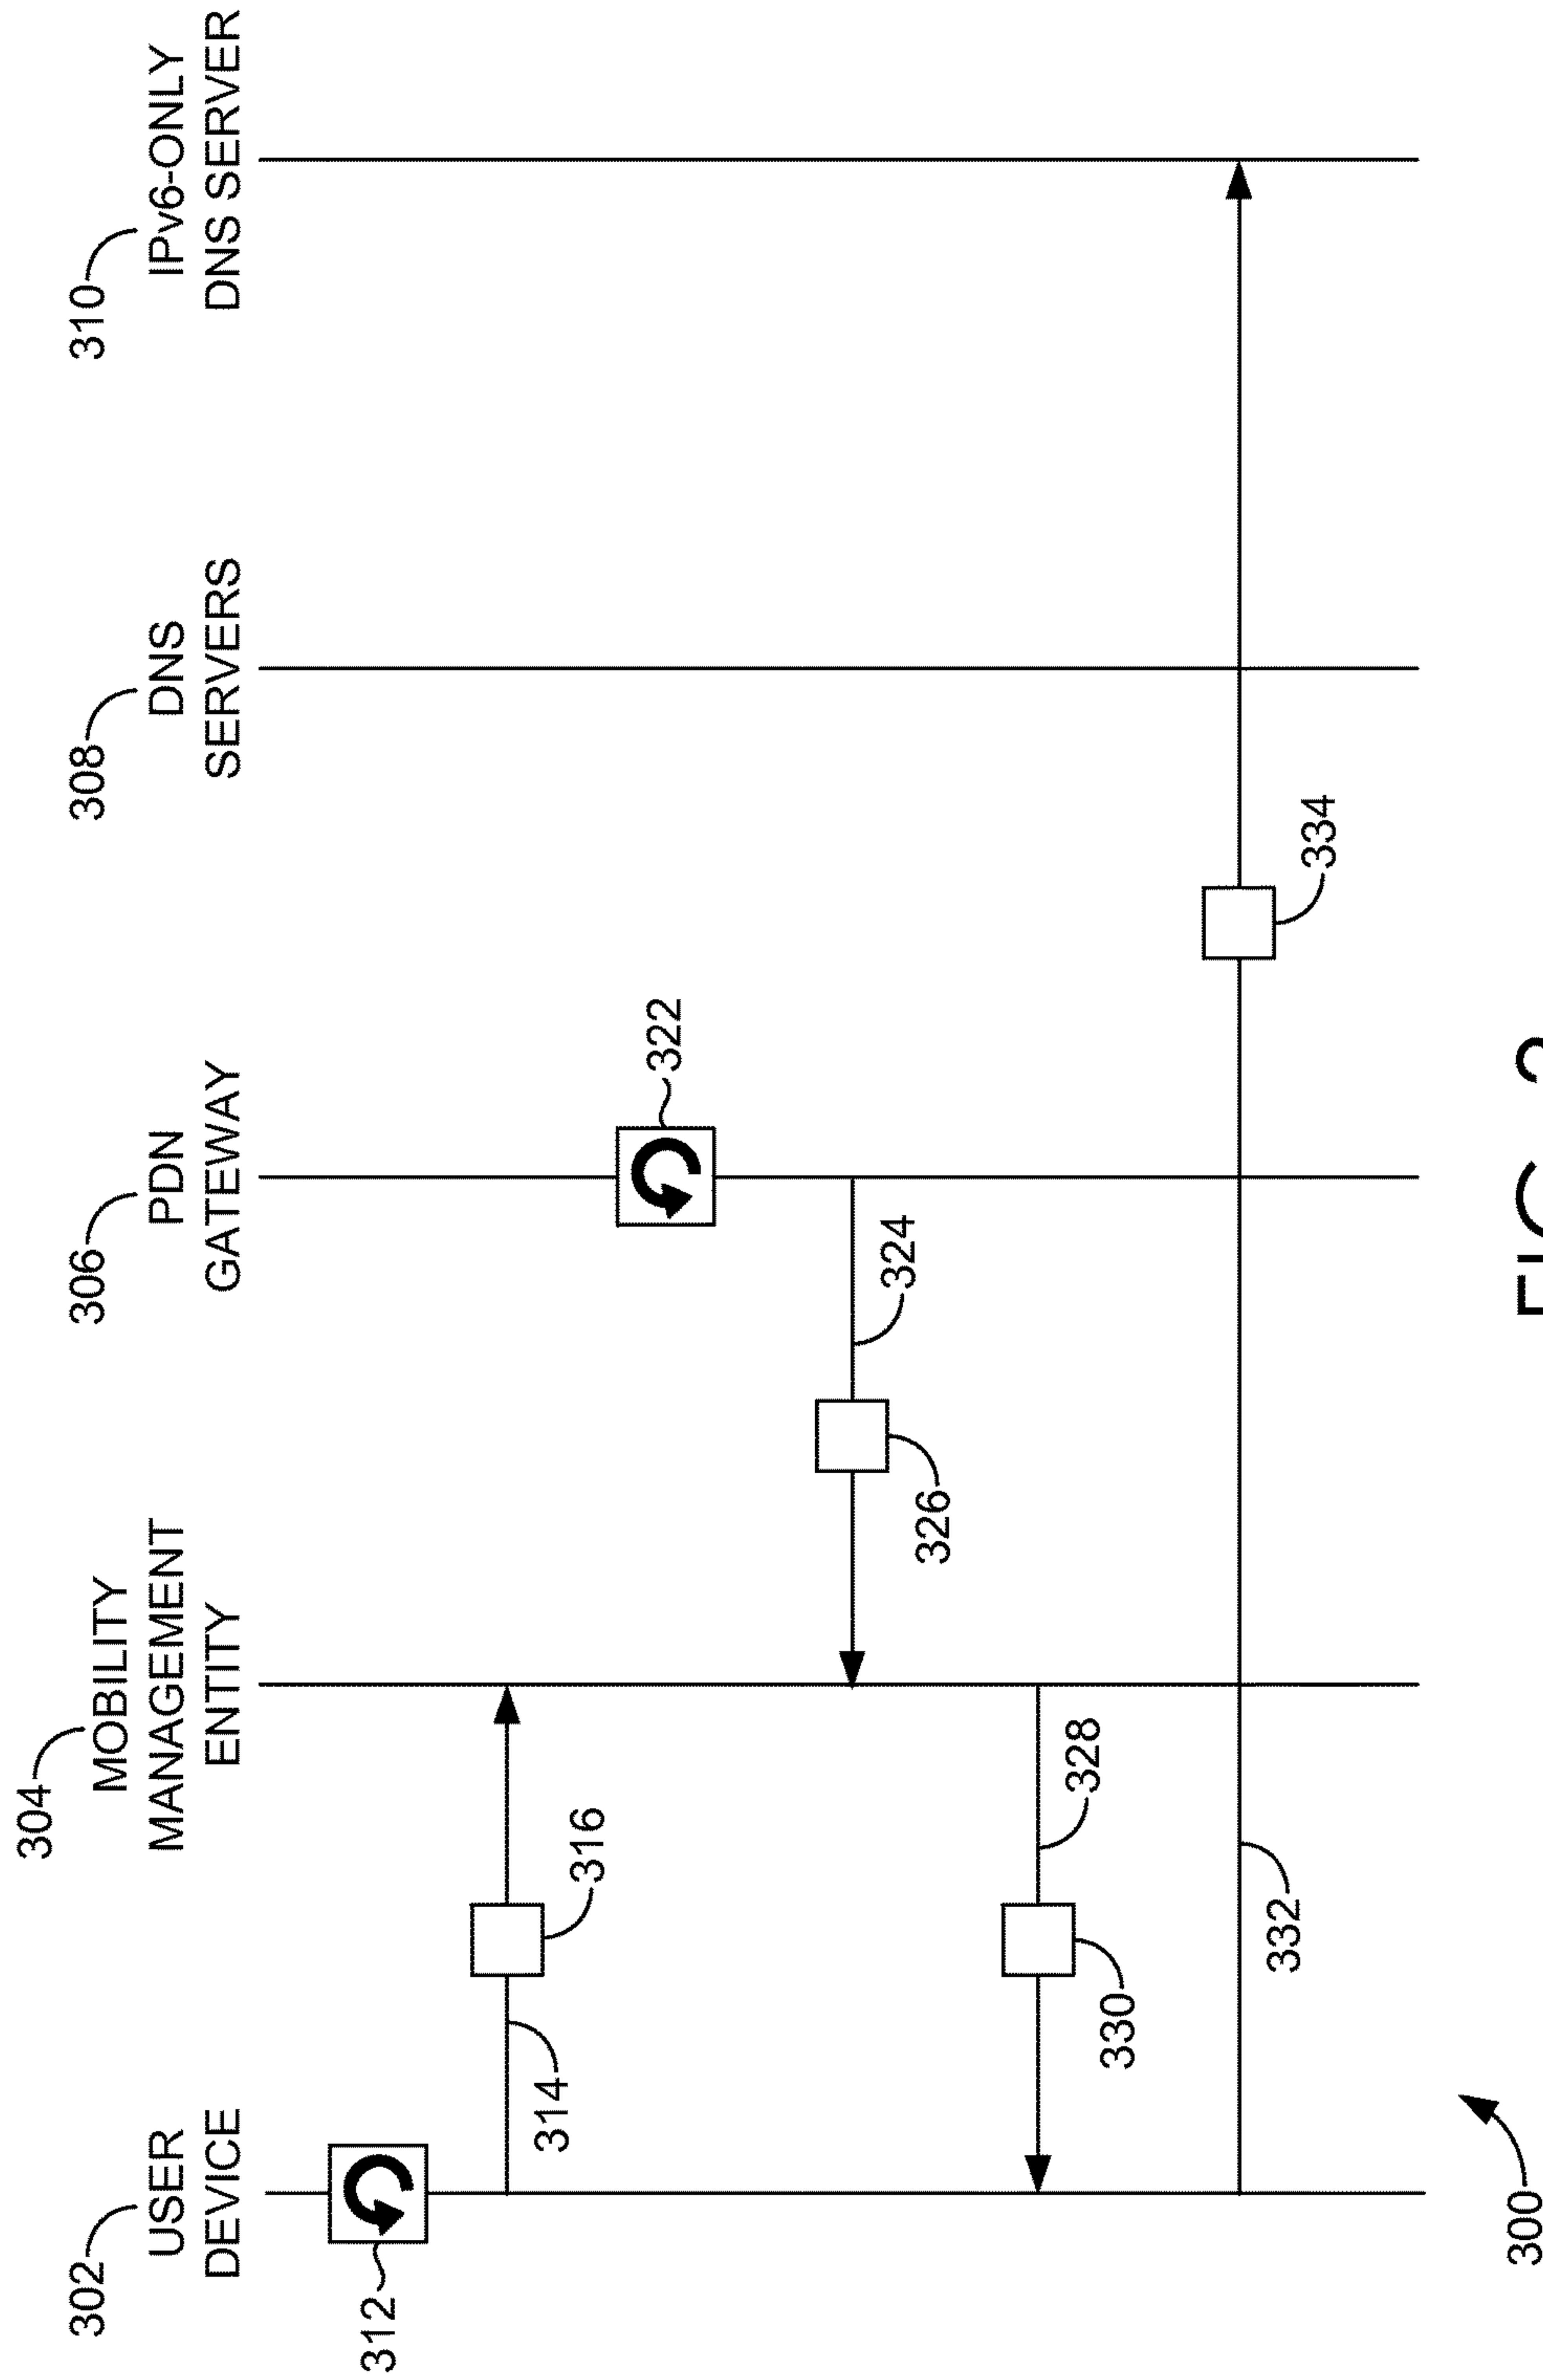 302
USER
DEVICE
304
MOBILITY
MANAGEMENT
ENTITY
306
PDN
GATEWAY
308
DNS
SERVERS
310
IPv6-ONLY
DNS SERVER
312
314
316
322
324
326
328
330
332
334
300